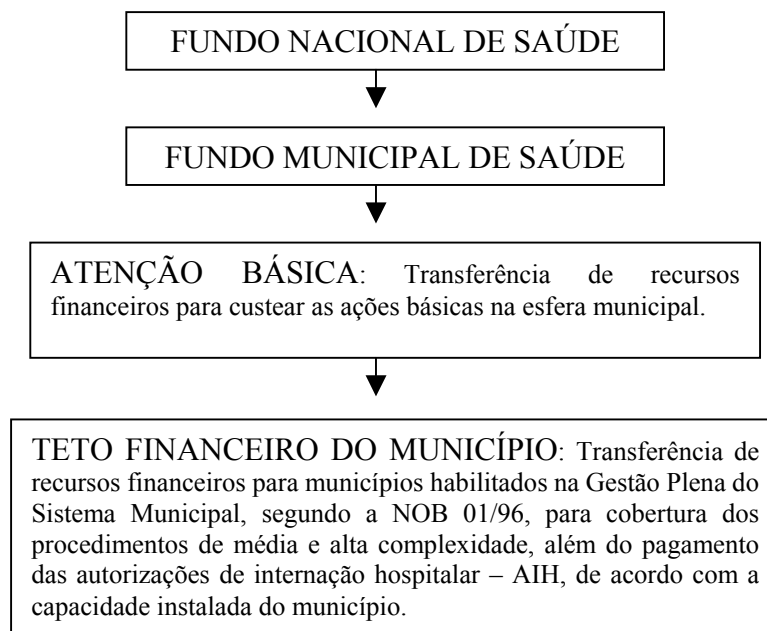 FUNDO NACIONAL DE SAÚDE
FUNDO MUNICIPAL DE SAÚDE
ATENÇÃO BÁSICA: Transferência de recursos
financeiros para custear as ações básicas na esfera municipal.
TETO FINANCEIRO DO MUNICÍPIO: Transferência de
recursos financeiros para municípios habilitados na Gestão Plena do
Sistema Municipal, segundo a NOB 01/96, para cobertura dos
procedimentos de média e alta complexidade, além do pagamento
das autorizações de internação hospitalar – AIH, de acordo com a
capacidade instalada do município.